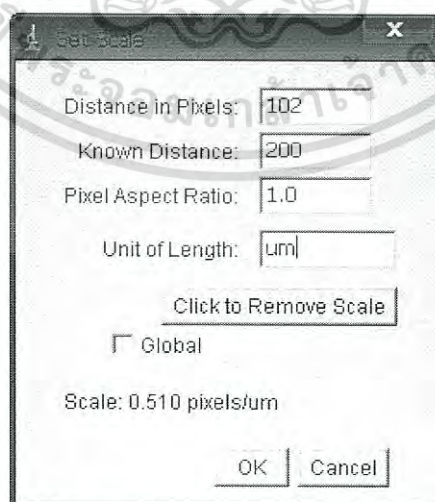 Set Scale
X
Distance in Pixels: 102
Known Distance: 200
Pixel Aspect Ratio: 1.0
Unit of Length: um
Click to Remove Scale
Global
Scale: 0.510 pixels/um
OK Cancel